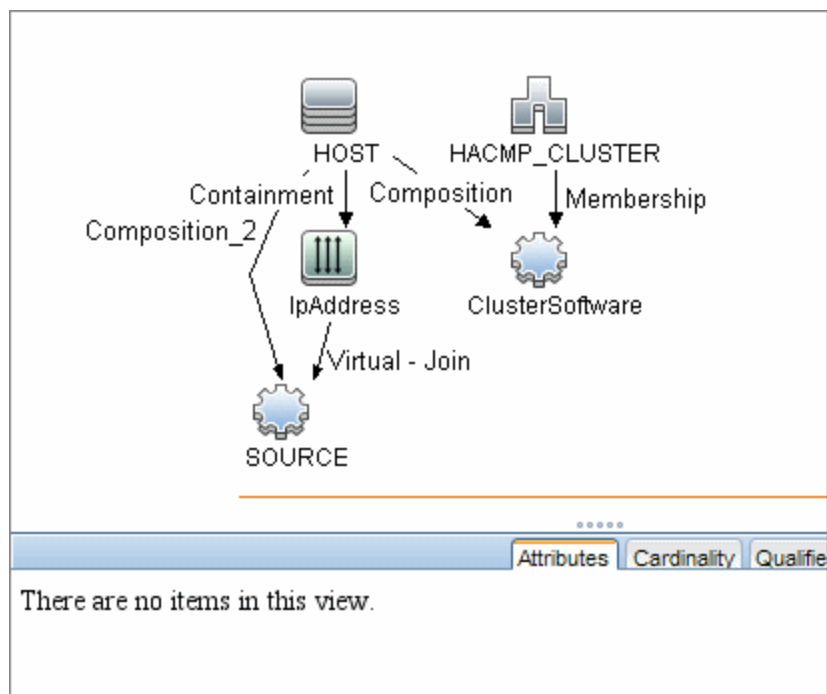 HOST
HACMP_CLUSTER
Containment
Composition
Membership
Composition_2
IpAddress
ClusterSoftware
Virtual - Join
SOURCE
Attributes
Cardinality
Qualifie
There are no items in this view.